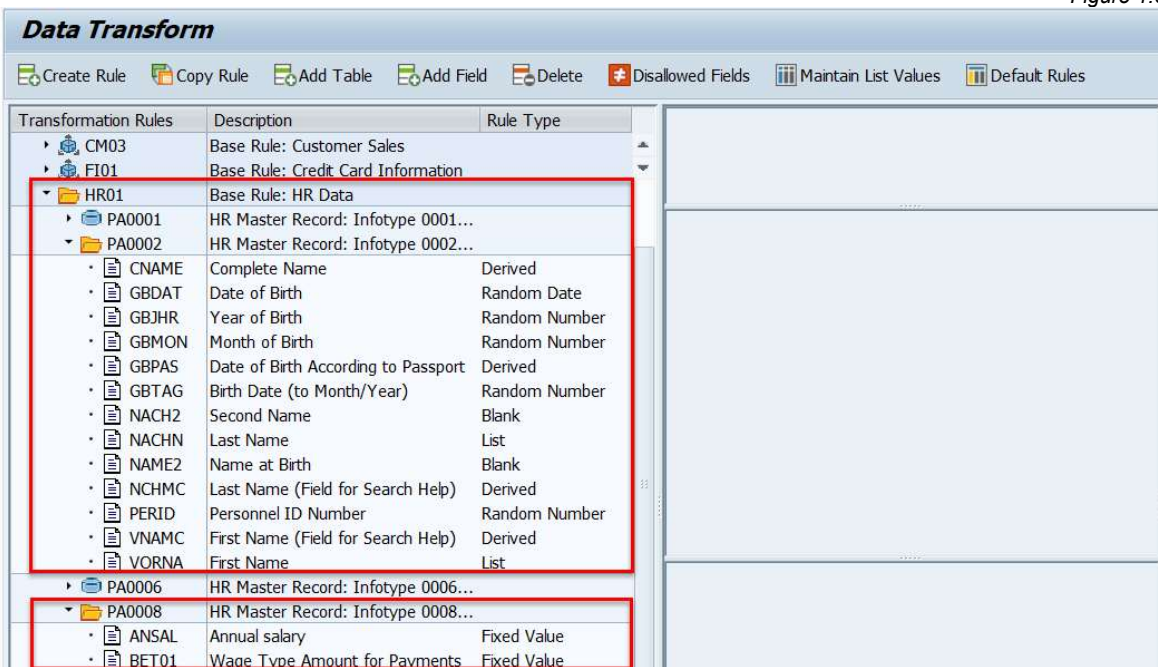 Data Transform
Create Rule Copy Rule Add Table Add Field Delete Disallowed Fields Maintain List Values Default Rules
Transformation Rules Description Rule Type
CM03 Base Rule: Customer Sales
FI01 Base Rule: Credit Card Information
HR01 Base Rule: HR Data
PA0001 HR Master Record: Infotype 0001...
PA0002 HR Master Record: Infotype 0002...
CNAME Complete Name Derived
GBDAT Date of Birth Random Date
GBJHR Year of Birth Random Number
GBMON Month of Birth Random Number
GBPAS Date of Birth According to Passport Derived
GBTAG Birth Date (to Month/Year) Random Number
NACH2 Second Name Blank
NACHN Last Name List
NAME2 Name at Birth Blank
NCHMC Last Name (Field for Search Help) Derived
PERID Personnel ID Number Random Number
VNAMC First Name (Field for Search Help) Derived
VORNA First Name List
PA0006 HR Master Record: Infotype 0006...
PA0008 HR Master Record: Infotype 0008...
ANSAL Annual salary Fixed Value
BET01 Wage Type Amount for Payments Fixed Value